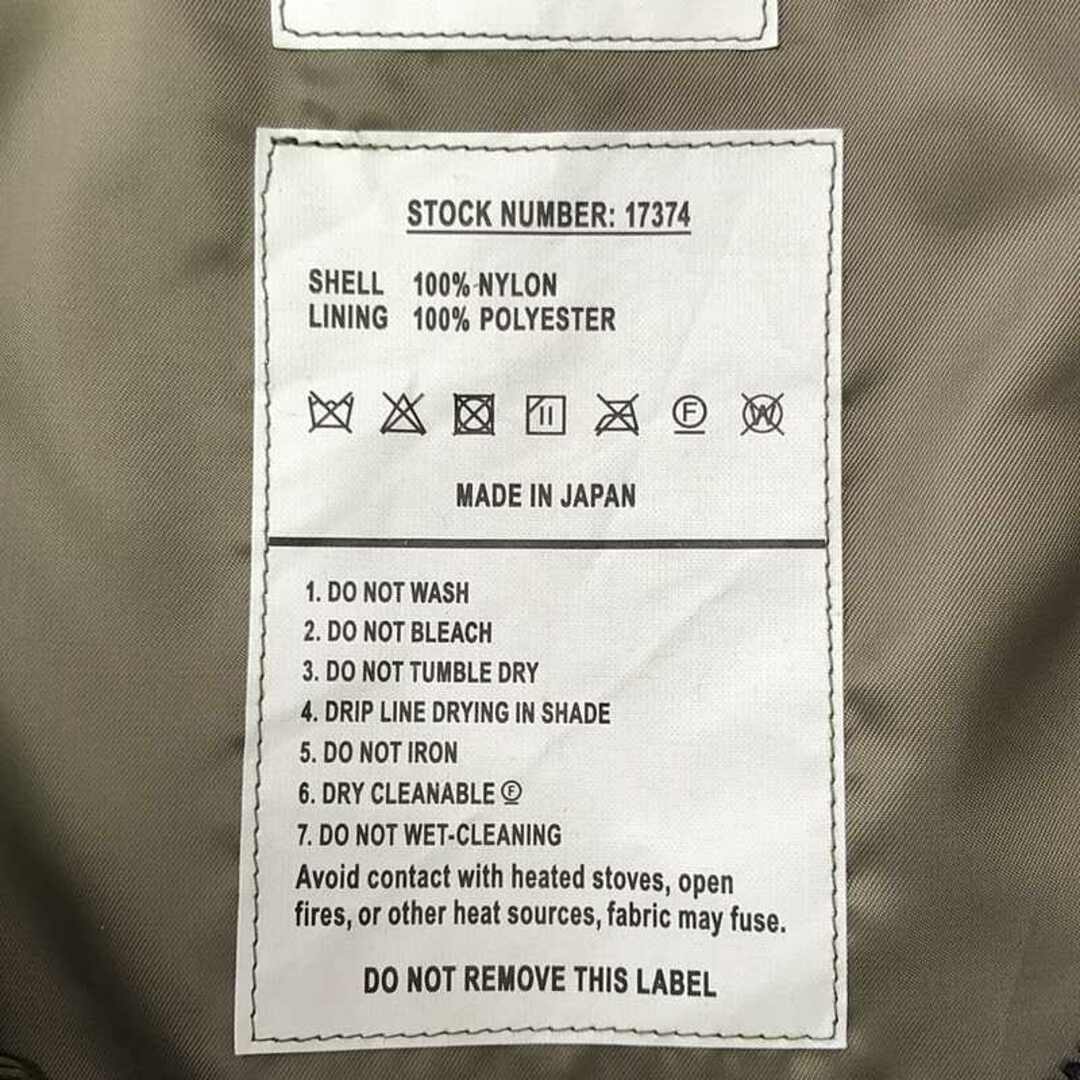 STOCK NUMBER: 17374
SHELL 100% NYLON
LINING 100% POLYESTER
F W
MADE IN JAPAN
1. DO NOT WASH
2. DO NOT BLEACH
3. DO NOT TUMBLE DRY
4. DRIP LINE DRYING IN SHADE
5. DO NOT IRON
6. DRY CLEANABLE Ⓕ
7. DO NOT WET-CLEANING
Avoid contact with heated stoves, open
fires, or other heat sources, fabric may fuse.
DO NOT REMOVE THIS LABEL